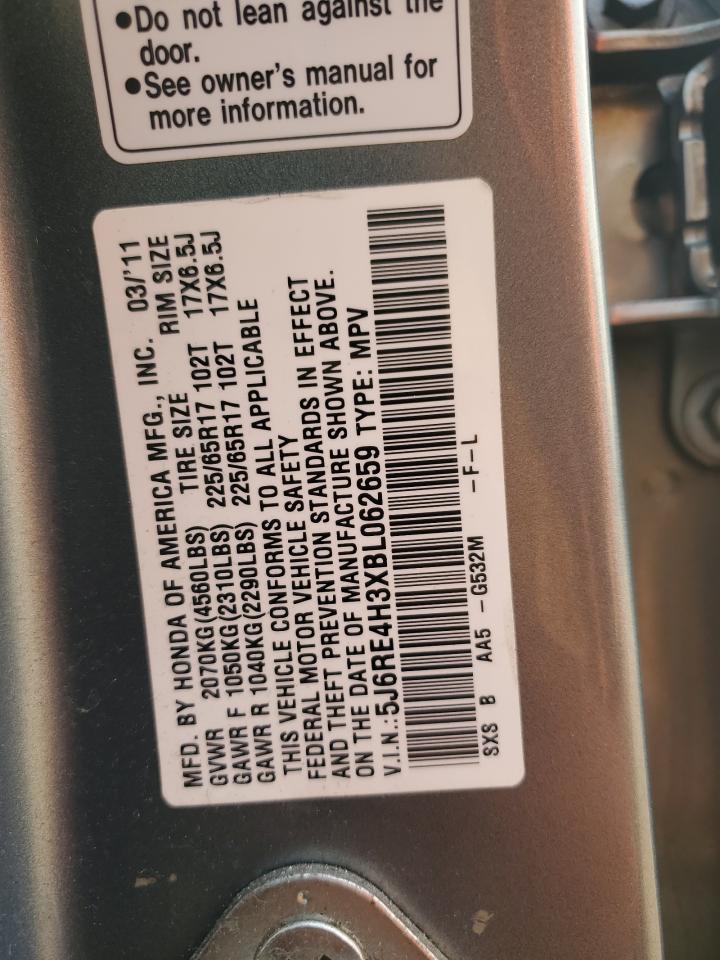 ●Do not lean against the
door.
●See owner's manual for
more information.
MFD. BY HONDA OF AMERICA MFG., INC. 03/'11
GVWR 2070KG(4560LBS) TIRE SIZE RIM SIZE
GAWR F 1050KG(2310LBS) 225/65R17 102T 17X6.5J
GAWR R 1040KG(2290LBS) 225/65R17 102T 17X6.5J
THIS VEHICLE CONFORMS TO ALL APPLICABLE
FEDERAL MOTOR VEHICLE SAFETY
AND THEFT PREVENTION STANDARDS IN EFFECT
ON THE DATE OF MANUFACTURE SHOWN ABOVE.
V.I.N.:5J6RE4H3XBL062659 TYPE: MPV
SXS B AA5 -G532M -F-L